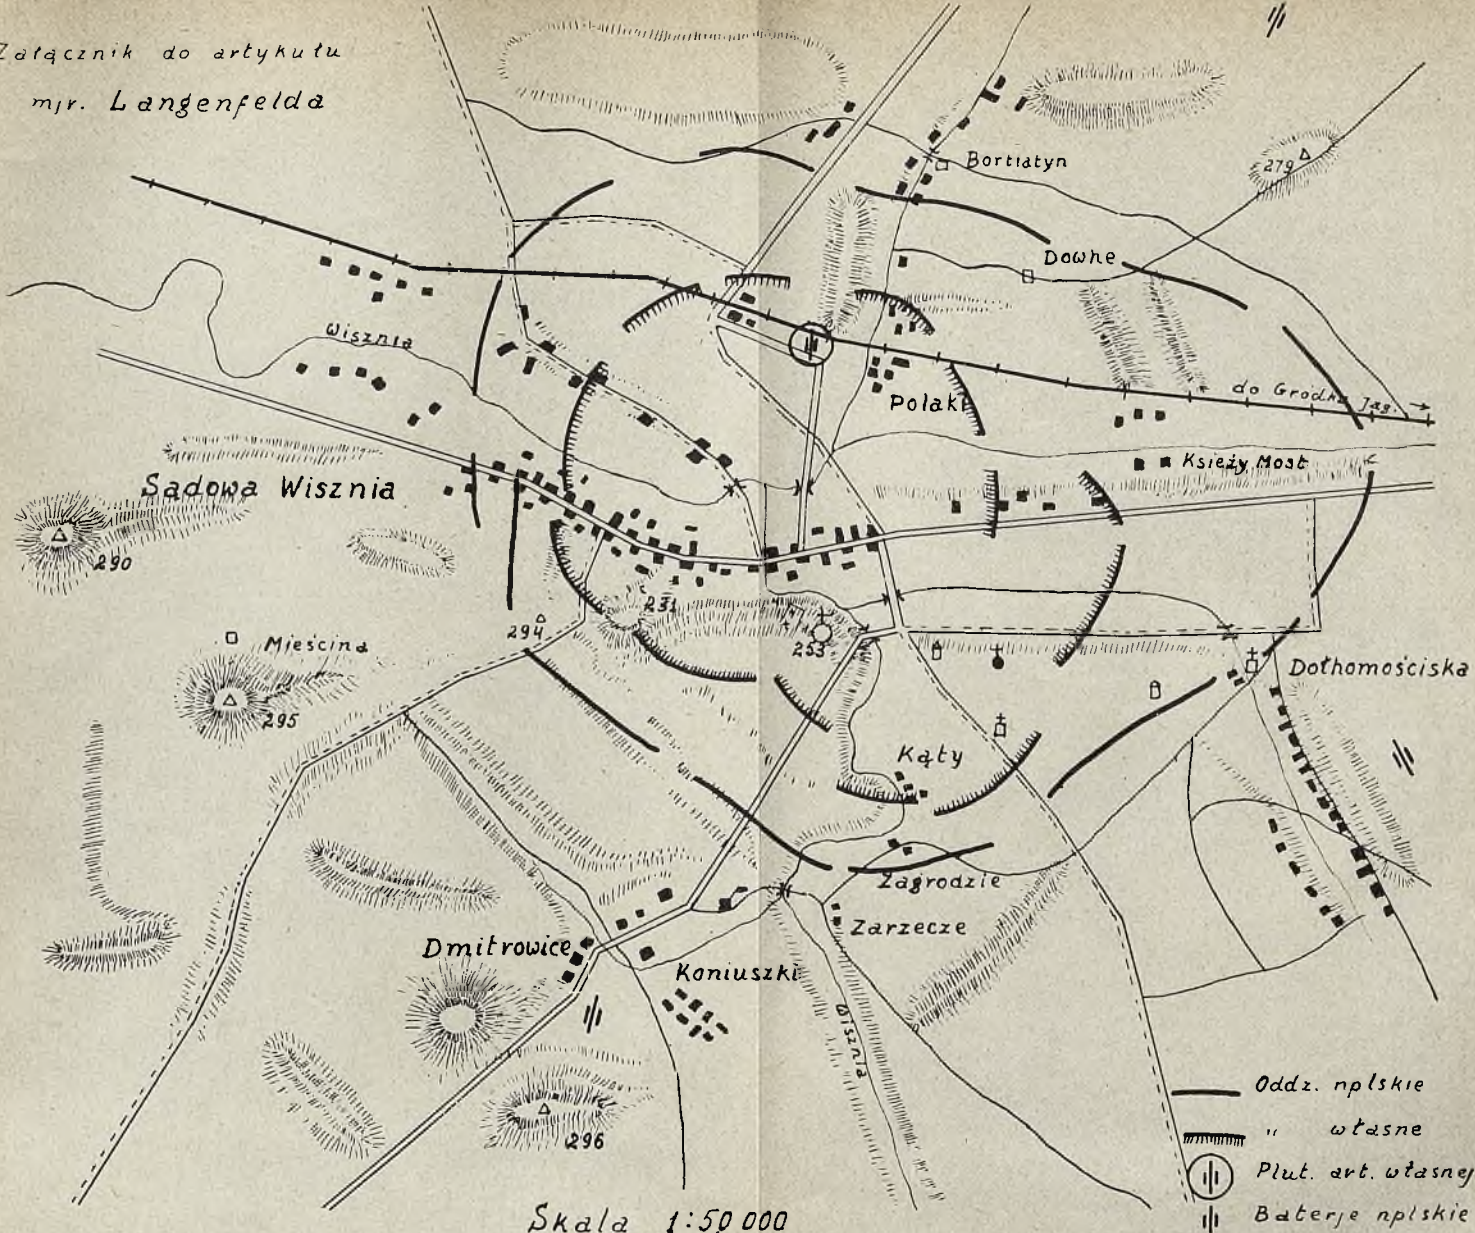 Załącznik do artykułu
mjr. Langenfelda
Bortiatyn
279
Dowhe
Wisznia
do Gródka Jag.
Polaki
Księży Most
Sądowa Wisznia
290
231
294
253
Mieścina
295
Dołhomościska
Kąty
Zagrodzie
Zarzecze
Dmitrowice
Koniuszki
Wisznia
296
Oddz. nplskie
" własne
Plut. art. własnej
Baterje nplskie
Skala 1:50 000